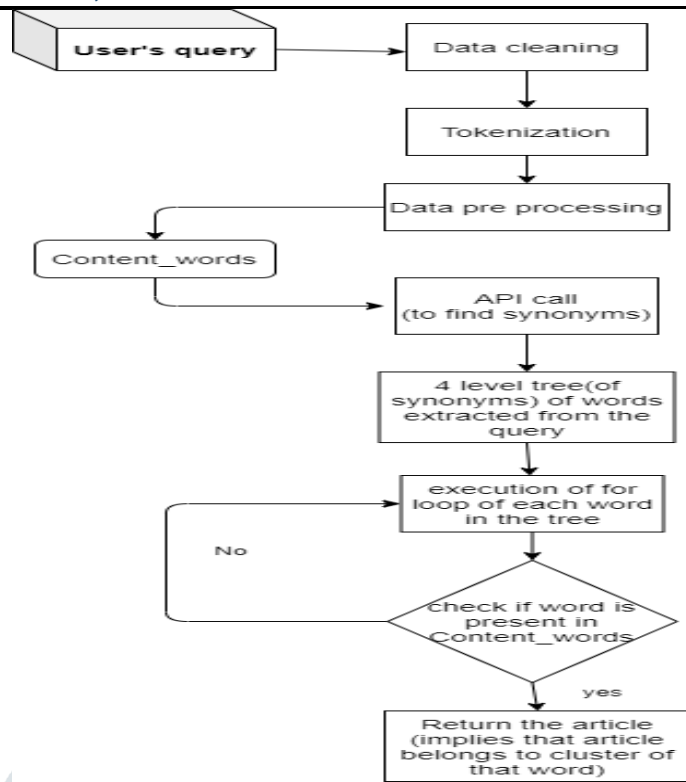 User's query
Data cleaning
Tokenization
Data pre processing
Content_words
API call
(to find synonyms)
4 level tree(of
synonyms) of words
extracted from the
query
execution of for
loop of each word
in the tree
No
check if word is
present in
Content_words
yes
Return the article
(implies that article
belongs to cluster of
that word)